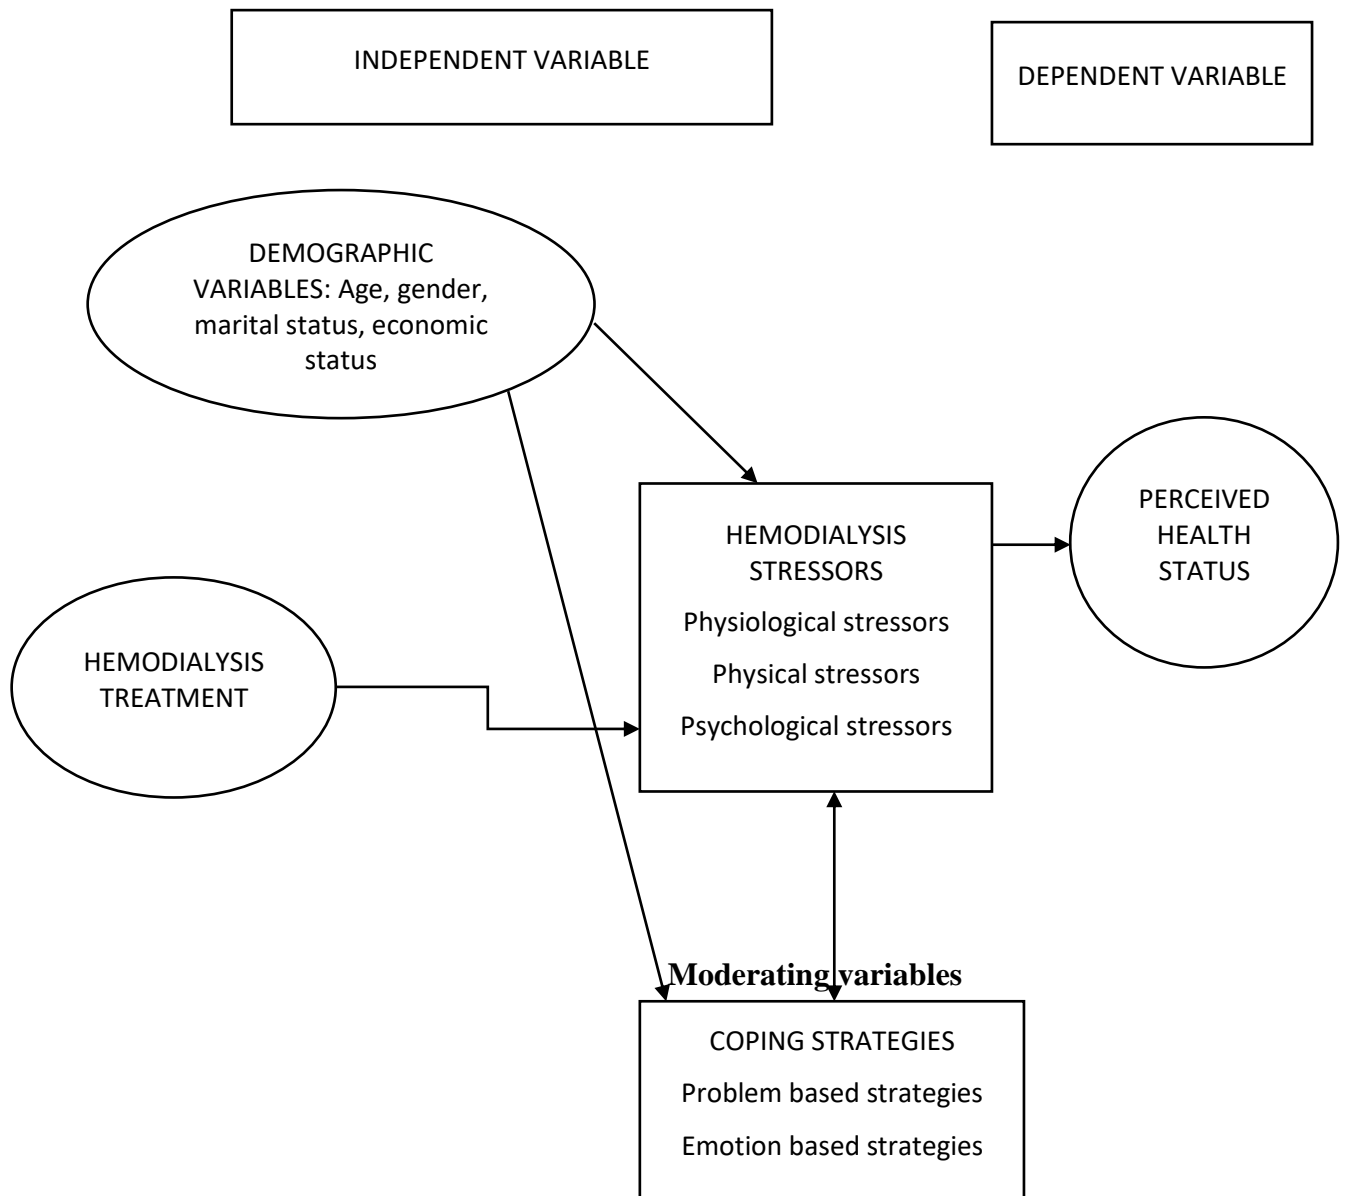 INDEPENDENT VARIABLE
DEPENDENT VARIABLE
DEMOGRAPHIC
VARIABLES: Age, gender,
marital status, economic
status
HEMODIALYSIS
TREATMENT
HEMODIALYSIS
STRESSORS
Physiological stressors
Physical stressors
Psychological stressors
PERCEIVED
HEALTH
STATUS
Moderating variables
COPING STRATEGIES
Problem based strategies
Emotion based strategies